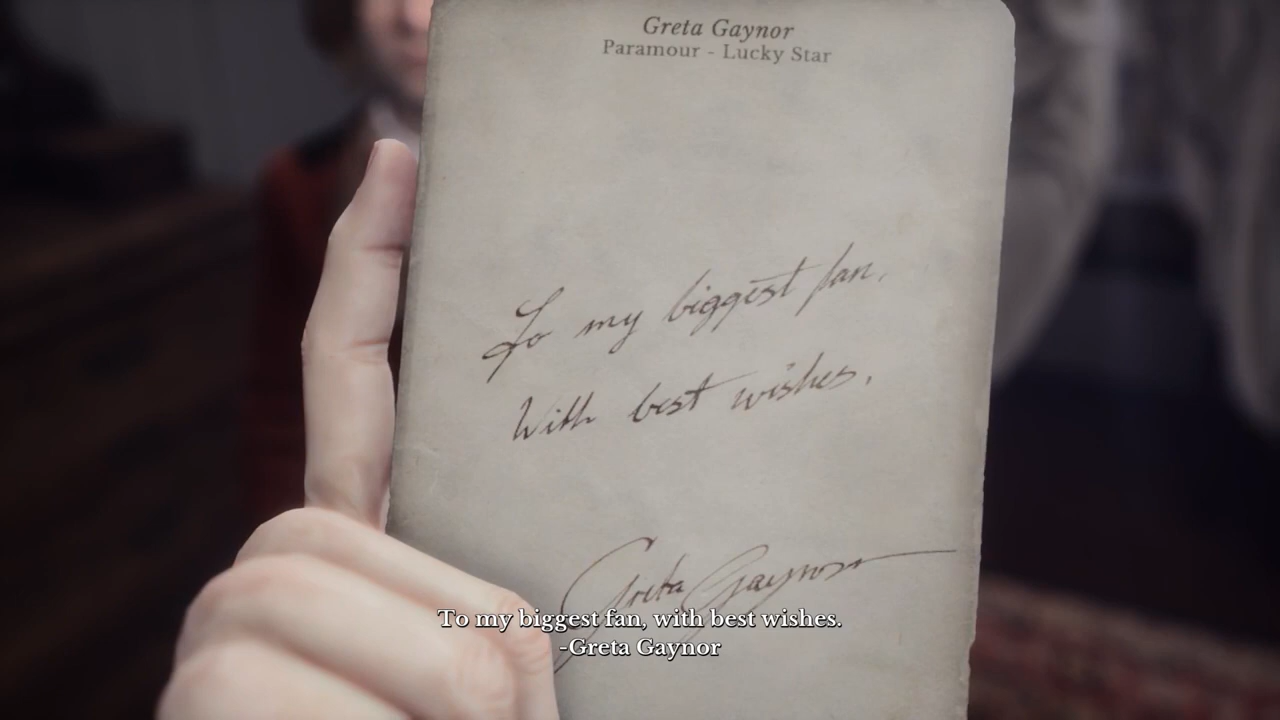 Greta Gaynor
Paramour - Lucky Star
To my biggest fan,
With best wishes,
Greta Gaynor
To my biggest fan, with best wishes.
-Greta Gaynor